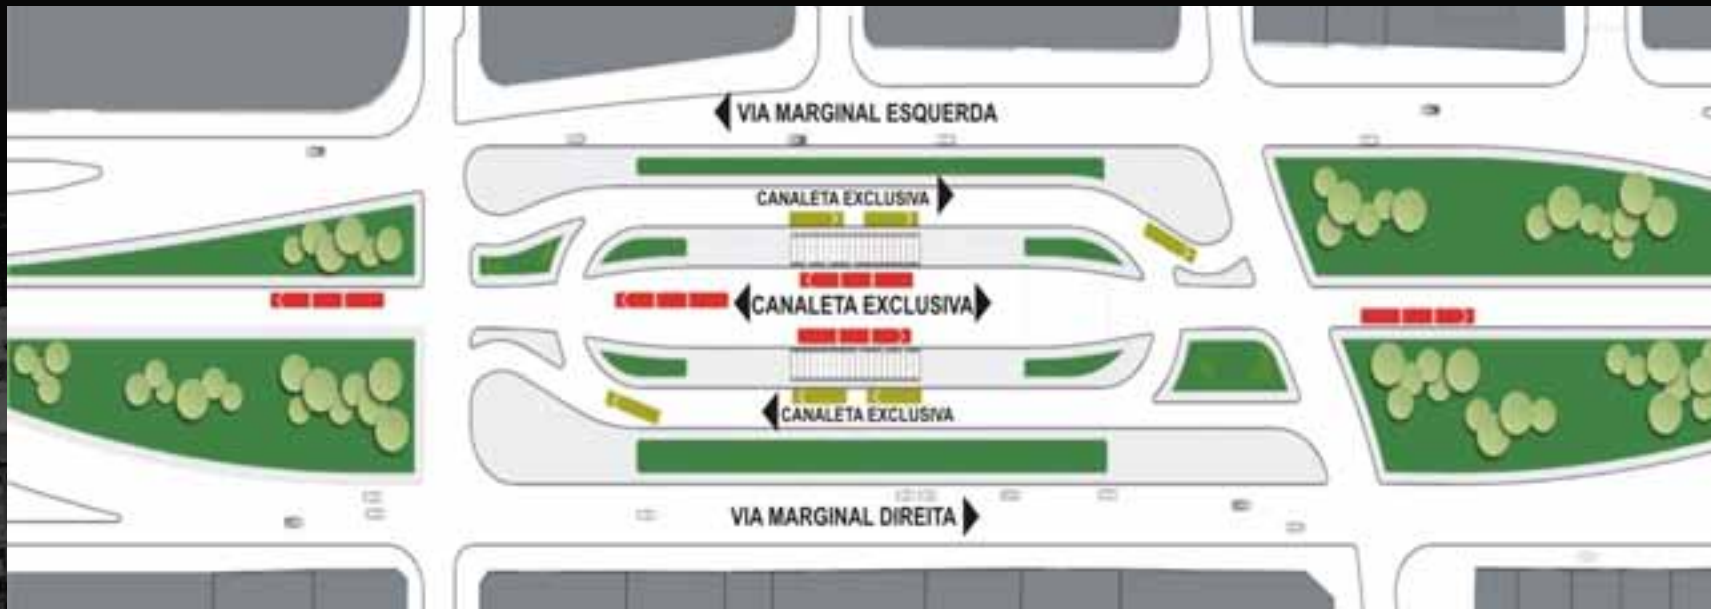 VIA MARGINAL ESQUERDA
CANALETA EXCLUSIVA
CANALETA EXCLUSIVA
CANALETA EXCLUSIVA
VIA MARGINAL DIREITA